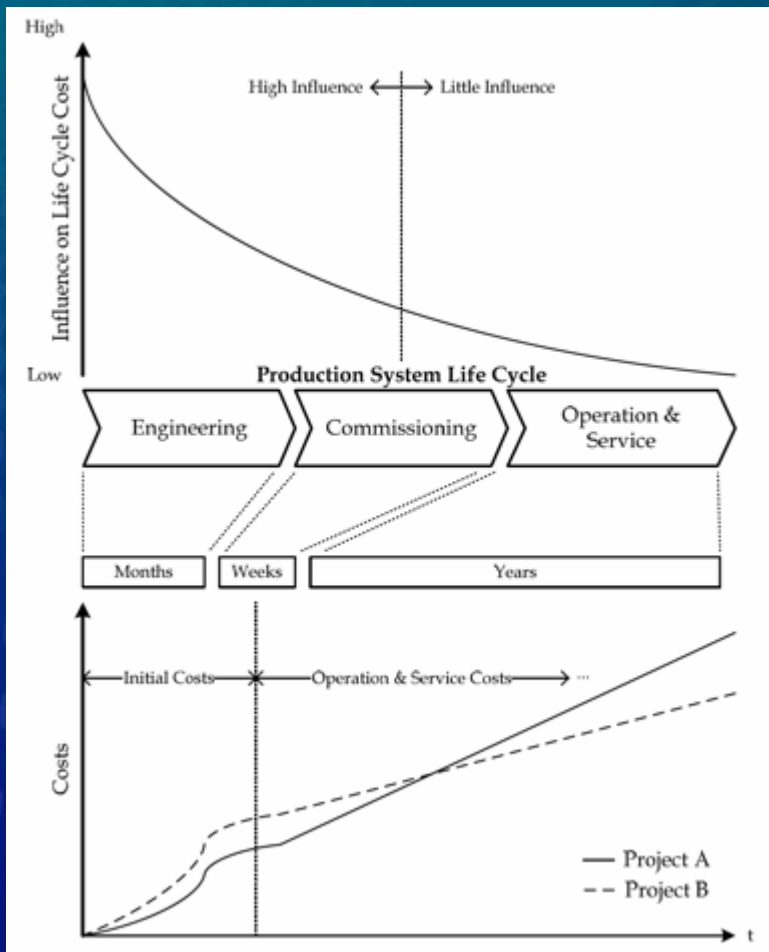 High
High Influence
Little Influence
Influence on Life Cycle Cost
Low
Production System Life Cycle
Engineering
Commissioning
Operation &
Service
Months
Weeks
Years
Initial Costs
Operation & Service Costs
...
Costs
Project A
Project B
t